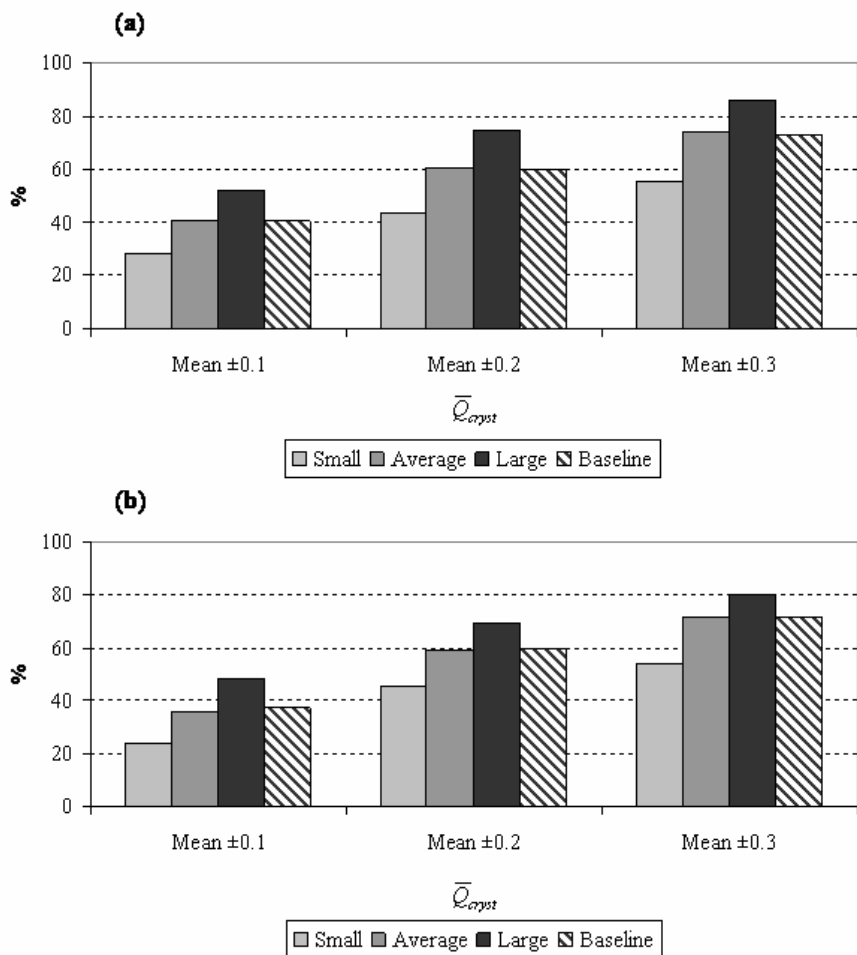 (a)
100
80
60
40
20
0
%
Mean ±0.1 Mean ±0.2 Mean ±0.3
Q̅cryst
Small Average Large Baseline
(b)
100
80
60
40
20
0
%
Mean ±0.1 Mean ±0.2 Mean ±0.3
Q̅cryst
Small Average Large Baseline